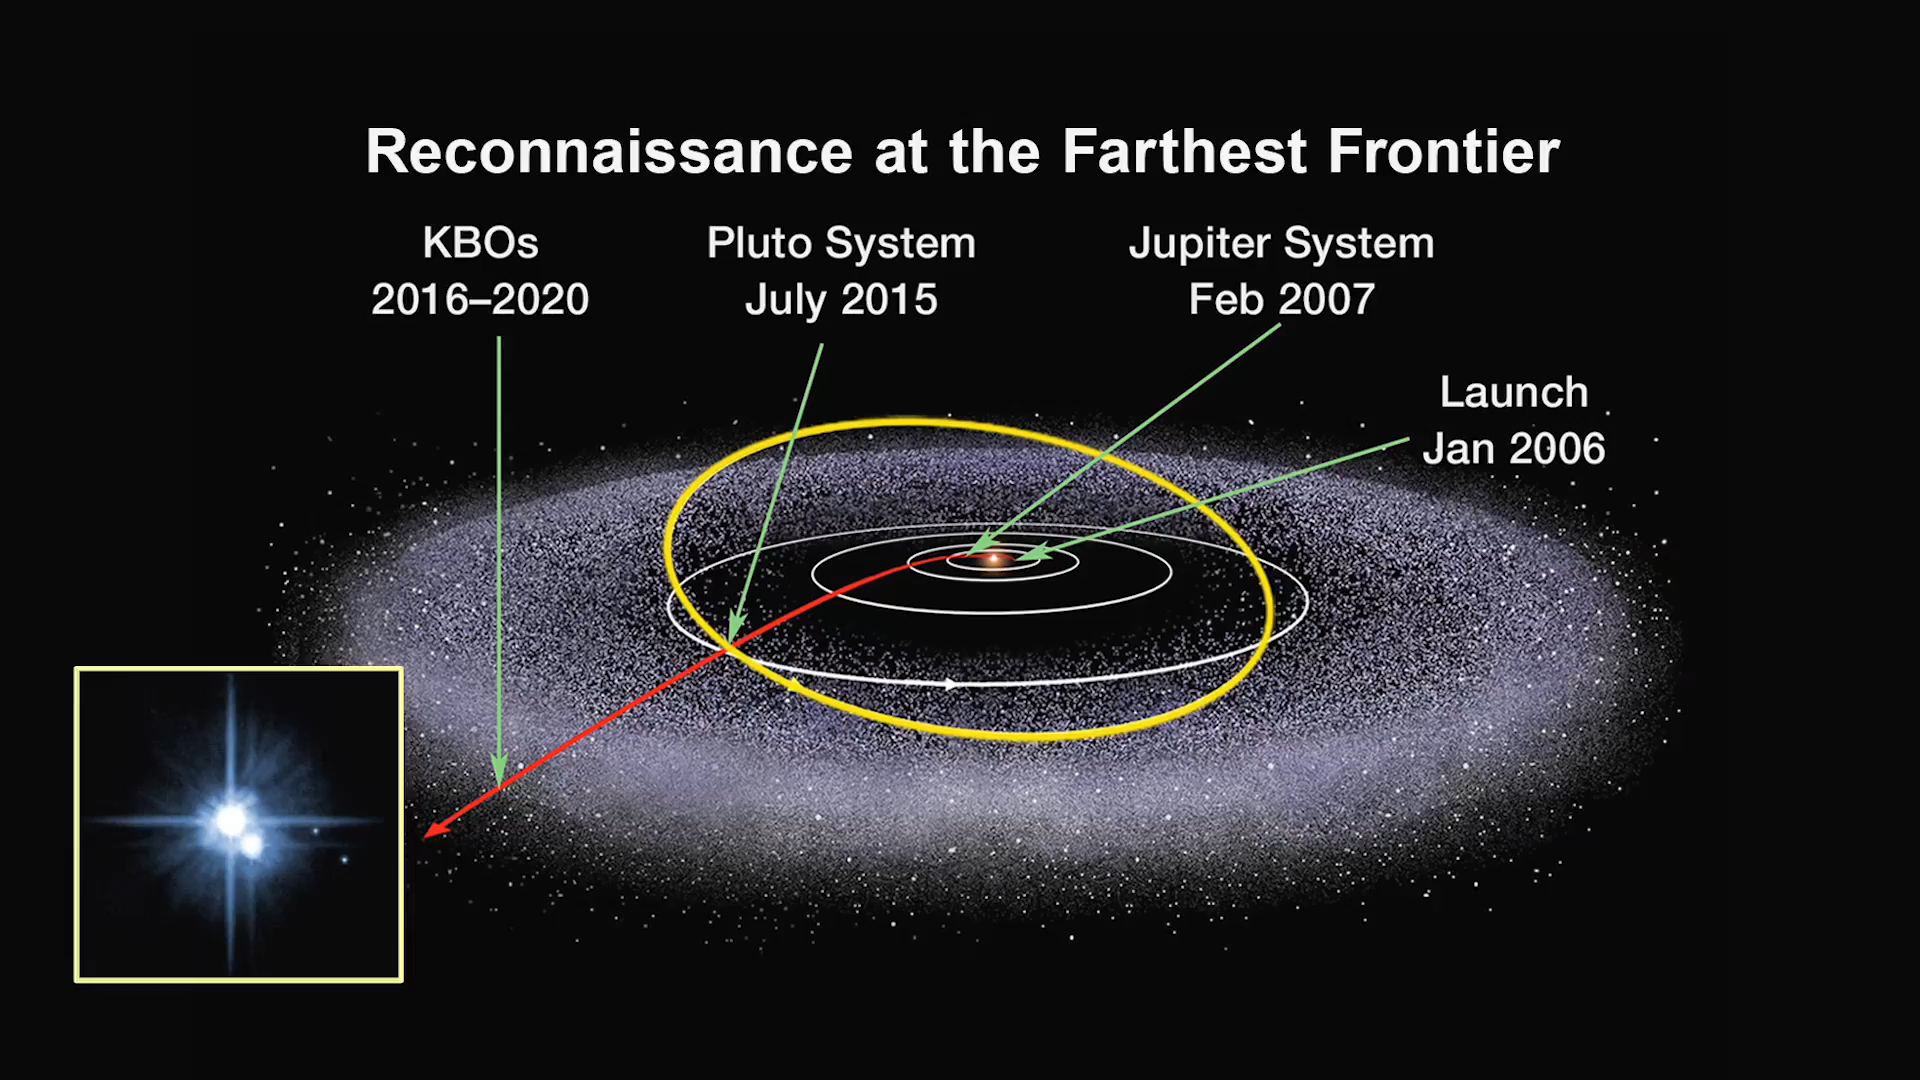 Reconnaissance at the Farthest Frontier
KBOs
2016–2020
Pluto System
July 2015
Jupiter System
Feb 2007
Launch
Jan 2006